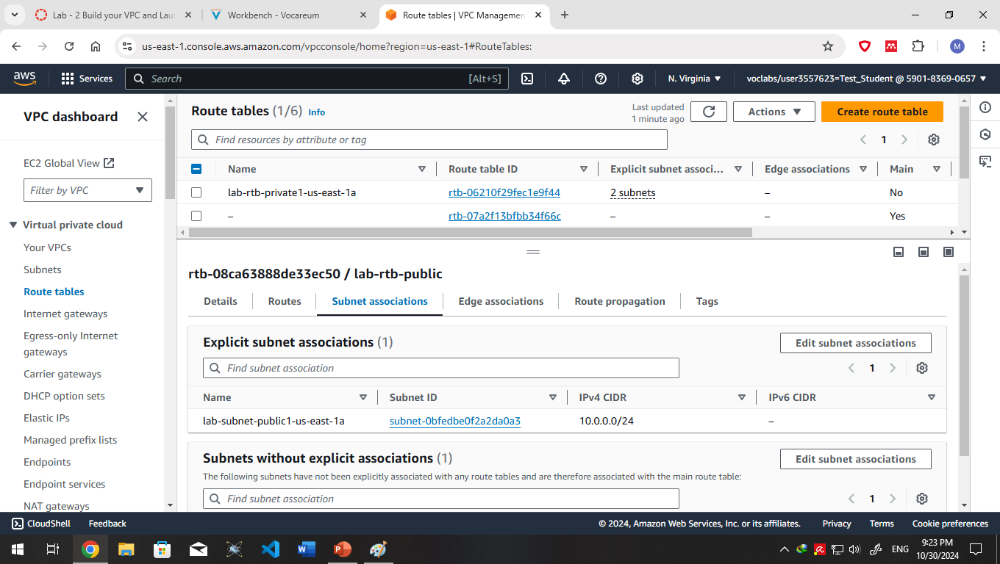 Lab - 2 Build your VPC and Lau
Workbench - Vocareum
Route tables | VPC Managemen
us-east-1.console.aws.amazon.com/vpcconsole/home?region=us-east-1#RouteTables:
M
aws
Services
Search
[Alt+S]
N. Virginia
voclabs/user3557623=Test_Student @ 5901-8369-0657
VPC dashboard
EC2 Global View
Filter by VPC
Virtual private cloud
Your VPCs
Subnets
Route tables
Internet gateways
Egress-only Internet
gateways
Carrier gateways
DHCP option sets
Elastic IPs
Managed prefix lists
Endpoints
Endpoint services
NAT gateways
Route tables (1/6) Info
Last updated
1 minute ago
Actions
Create route table
Find resources by attribute or tag
1
Name Route table ID Explicit subnet associ... Edge associations Main
lab-rtb-private1-us-east-1a rtb-06210f29fec1e9f44 2 subnets – No
– rtb-07a2f13bfbb34f66c – – Yes
rtb-08ca63888de33ec50 / lab-rtb-public
Details Routes Subnet associations Edge associations Route propagation Tags
Explicit subnet associations (1)
Edit subnet associations
Find subnet association
1
Name Subnet ID IPv4 CIDR IPv6 CIDR
lab-subnet-public1-us-east-1a subnet-0bfedbe0f2a2da0a3 10.0.0.0/24 –
Subnets without explicit associations (1)
Edit subnet associations
The following subnets have not been explicitly associated with any route tables and are therefore associated with the main route table:
Find subnet association
1
CloudShell Feedback
© 2024, Amazon Web Services, Inc. or its affiliates. Privacy Terms Cookie preferences
ENG
9:23 PM
10/30/2024